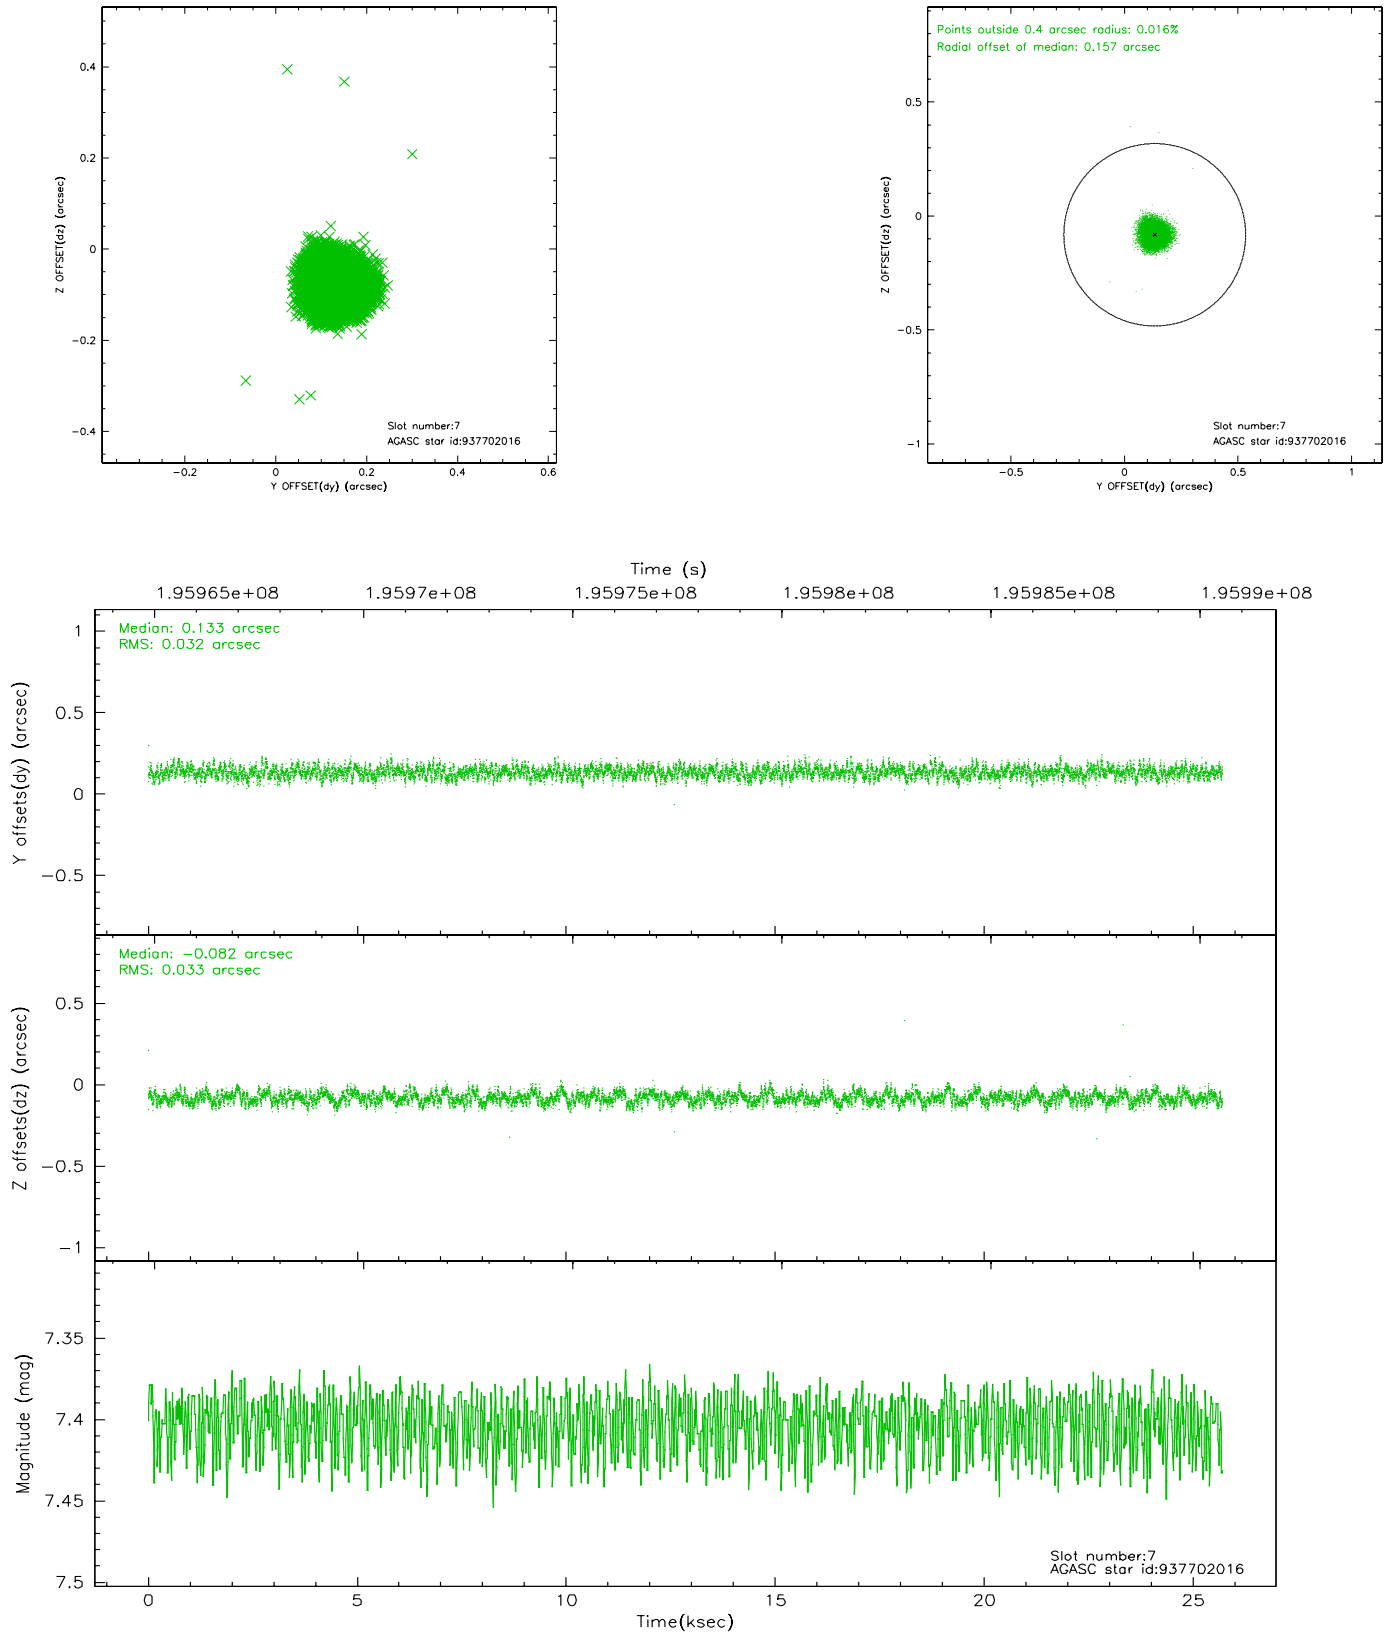 0.4
0.2
0
−0.2
−0.4
Z OFFSET(dz) (arcsec)
Slot number:7
AGASC star id:937702016
−0.2 0 0.2 0.4 0.6
Y OFFSET(dy) (arcsec)
Points outside 0.4 arcsec radius: 0.016%
Radial offset of median: 0.157 arcsec
0.5
0
−0.5
−1
Z OFFSET(dz) (arcsec)
Slot number:7
AGASC star id:937702016
−0.5 0 0.5 1
Y OFFSET(dy) (arcsec)
Time (s)
1.95965e+08 1.9597e+08 1.95975e+08 1.9598e+08 1.95985e+08 1.9599e+08
Median: 0.133 arcsec
RMS: 0.032 arcsec
1
0.5
0
−0.5
Y offsets(dy) (arcsec)
Median: −0.082 arcsec
RMS: 0.033 arcsec
0.5
0
−0.5
−1
Z offsets(dz) (arcsec)
7.35
7.4
7.45
7.5
Magnitude (mag)
Slot number:7
AGASC star id:937702016
0 5 10 15 20 25
Time(ksec)